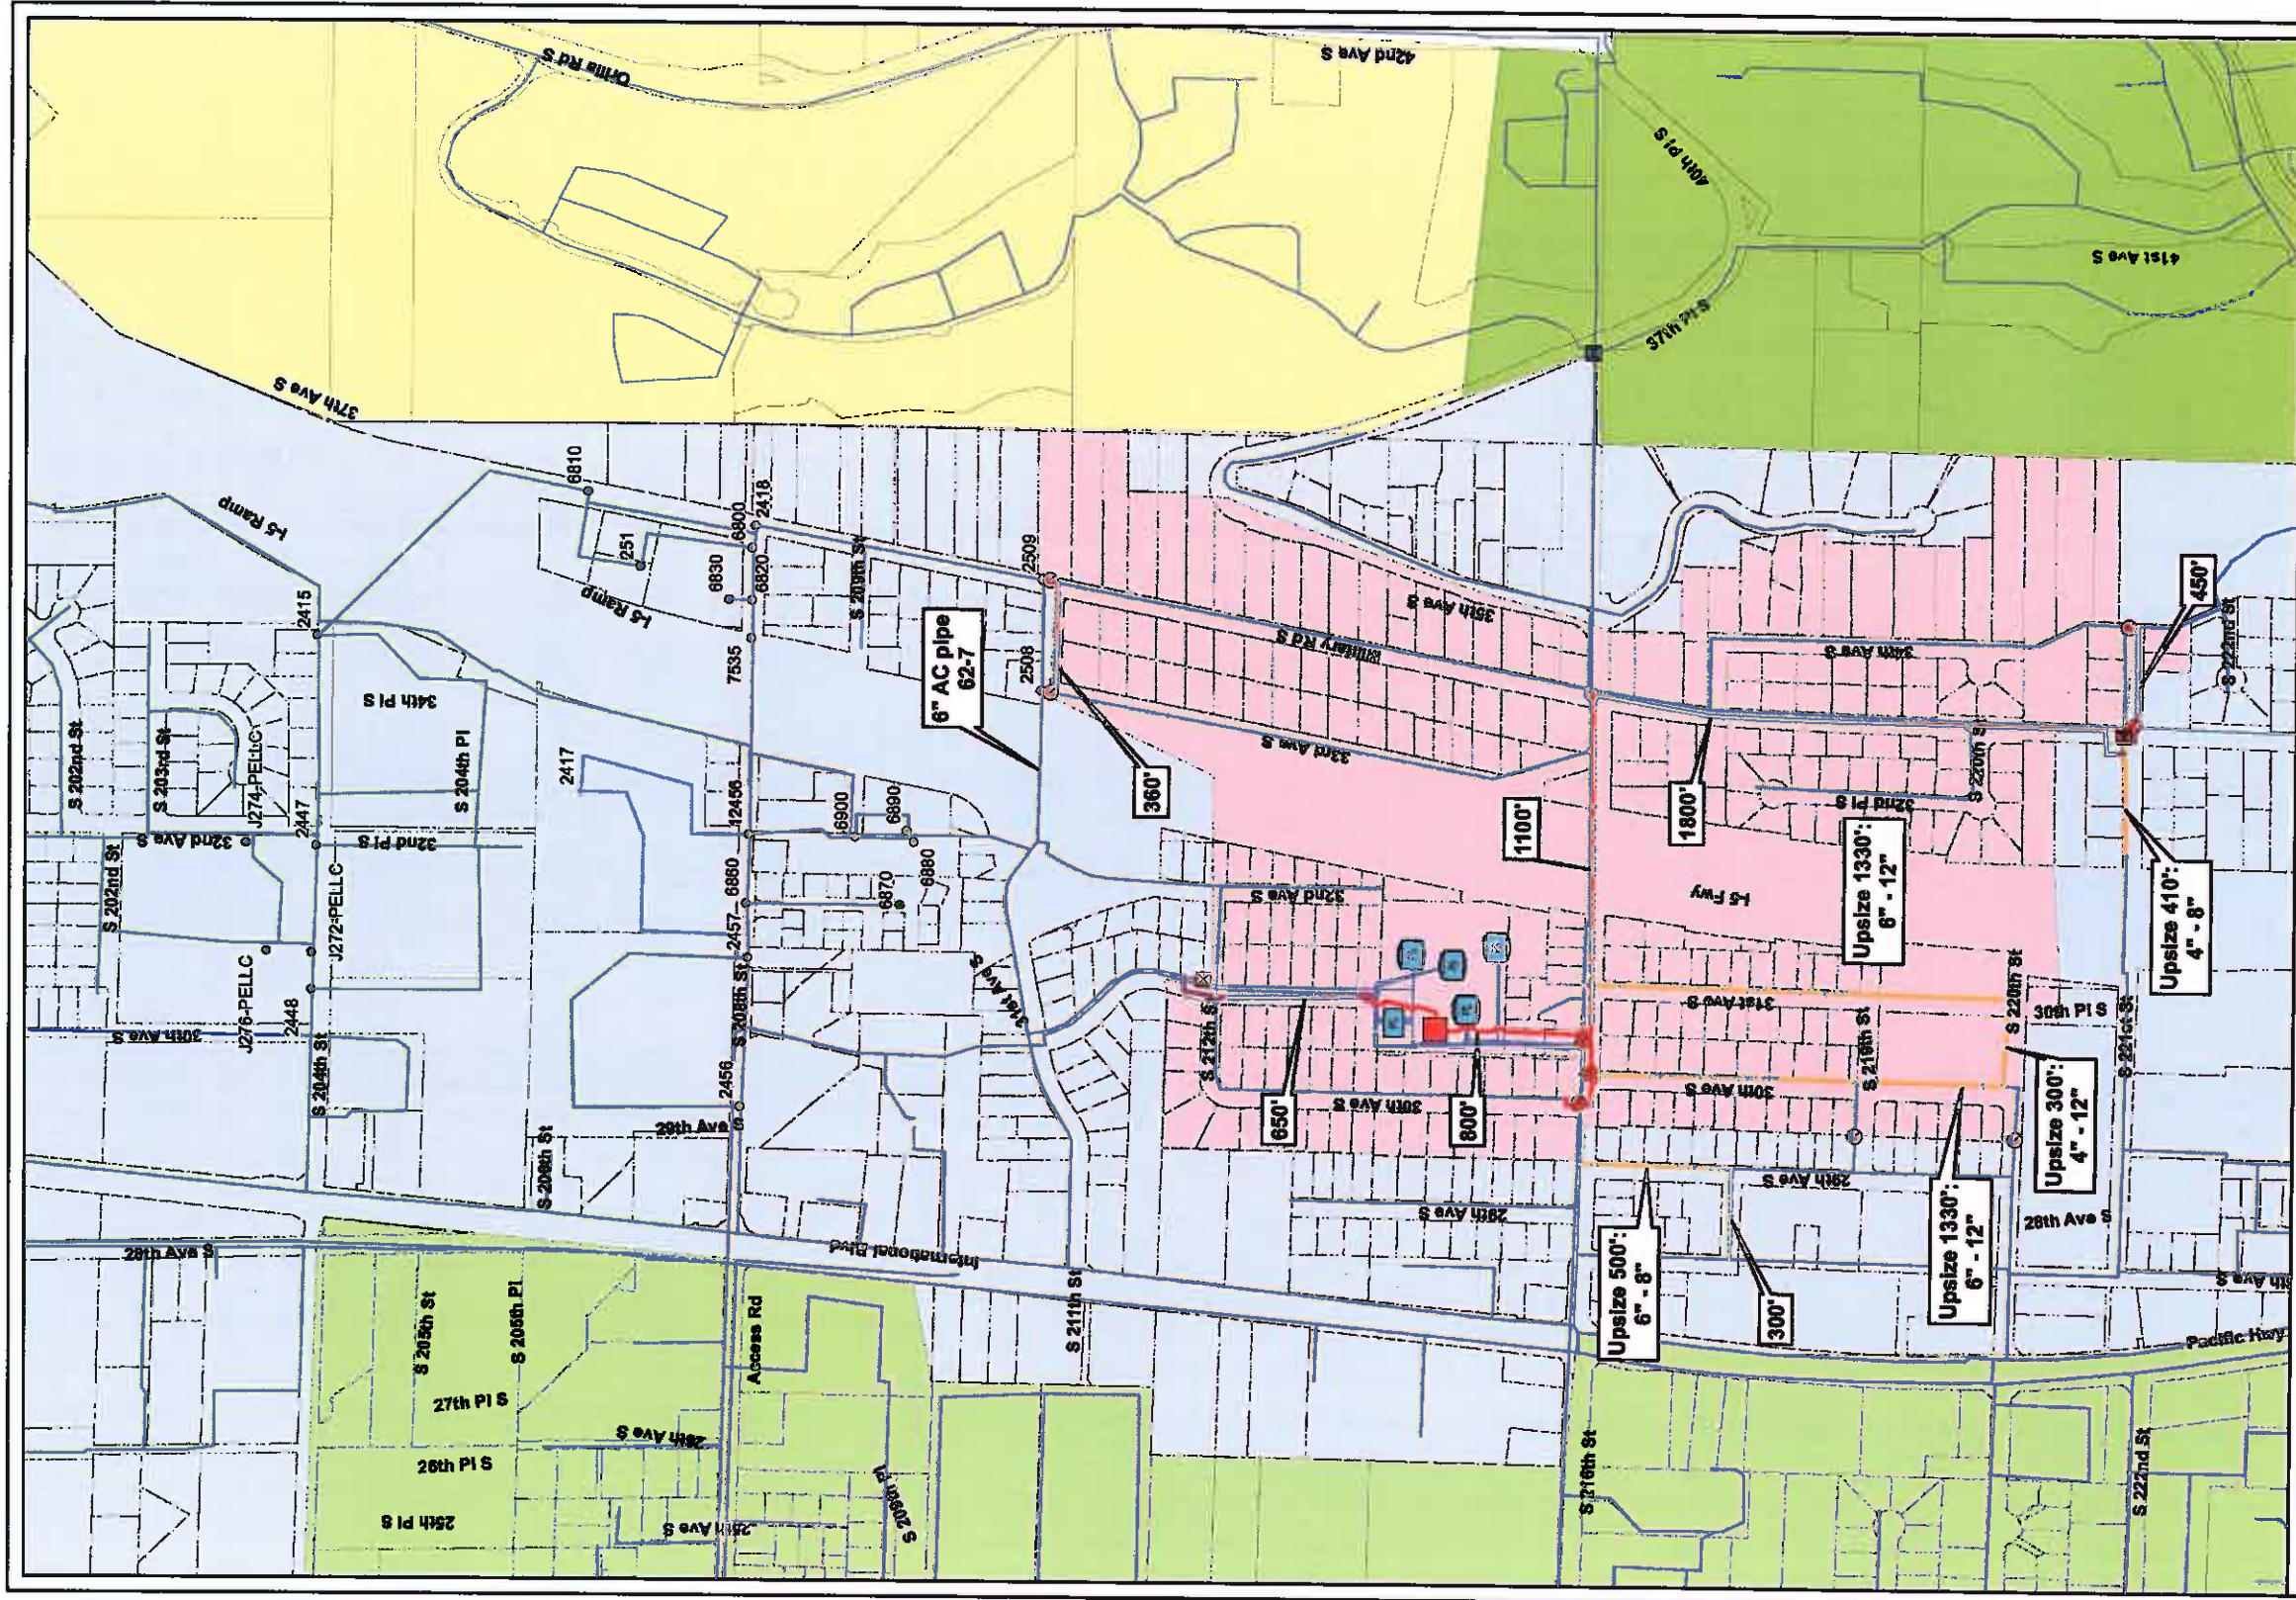 Orilla Rd S
42nd Ave S
37th Ave S
40th Pl S
41st Ave S
37th Pl S
I-5 Ramp
6810
251
I-5 Ramp
6800
2418
6830
6820
7535
S 209th St
2509
2508
6" AC pipe
62-7
360'
2415
34th Pl S
S 204th Pl
S 202nd St
S 203rd St
J274-PELLC
2447
32nd Ave S
32nd Pl S
S 202nd St
J272-PELLC
J276-PELLC
2448
30th Ave S
S 204th St
2417
12456
6900
6890
6880
6870
6860
2457
S 208th St
2456
29th Ave S
S 206th St
31st Ave S
35th Ave S
Military Rd S
33rd Ave S
1100'
1800'
34th Ave S
450'
S 222nd St
S 220th St
32nd Pl S
Upsize 1330':
6" - 12"
I-5 Fwy
Upsize 410':
4" - 8"
32nd Ave S
S 212th St
650'
30th Ave S
800'
31st Ave S
30th Ave S
S 219th St
S 220th St
30th Pl S
S 221st St
Upsize 300':
4" - 12"
Upsize 1330':
6" - 12"
29th Ave S
28th Ave S
Upsize 500':
6" - 8"
300'
28th Ave S
International Blvd
S 211th St
Access Rd
28th Ave S
S 205th St
S 205th Pl
27th Pl S
26th Pl S
26th Ave S
25th Pl S
25th Ave S
S 209th Pl
S 216th St
S 222nd St
Pacific Hwy